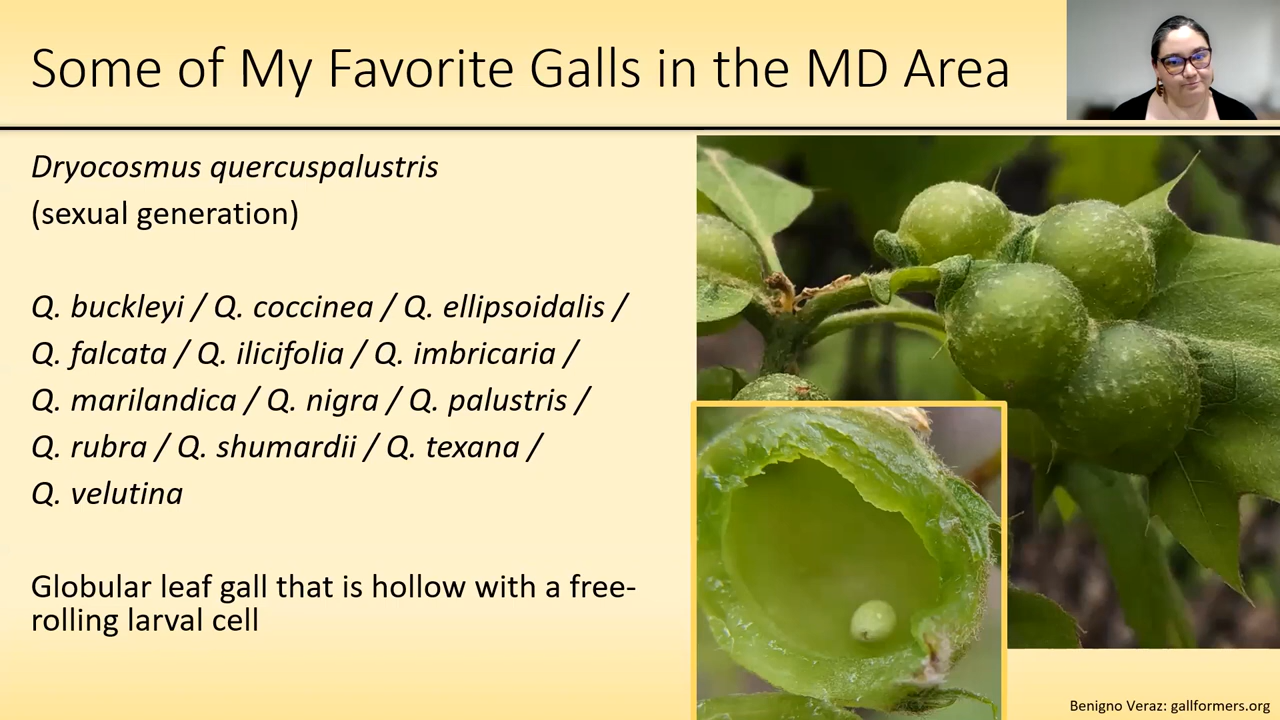 Some of My Favorite Galls in the MD Area
Dryocosmus quercuspalustris
(sexual generation)
Q. buckleyi / Q. coccinea / Q. ellipsoidalis /
Q. falcata / Q. ilicifolia / Q. imbricaria /
Q. marilandica / Q. nigra / Q. palustris /
Q. rubra / Q. shumardii / Q. texana /
Q. velutina
Globular leaf gall that is hollow with a free-
rolling larval cell
Benigno Veraz: gallformers.org